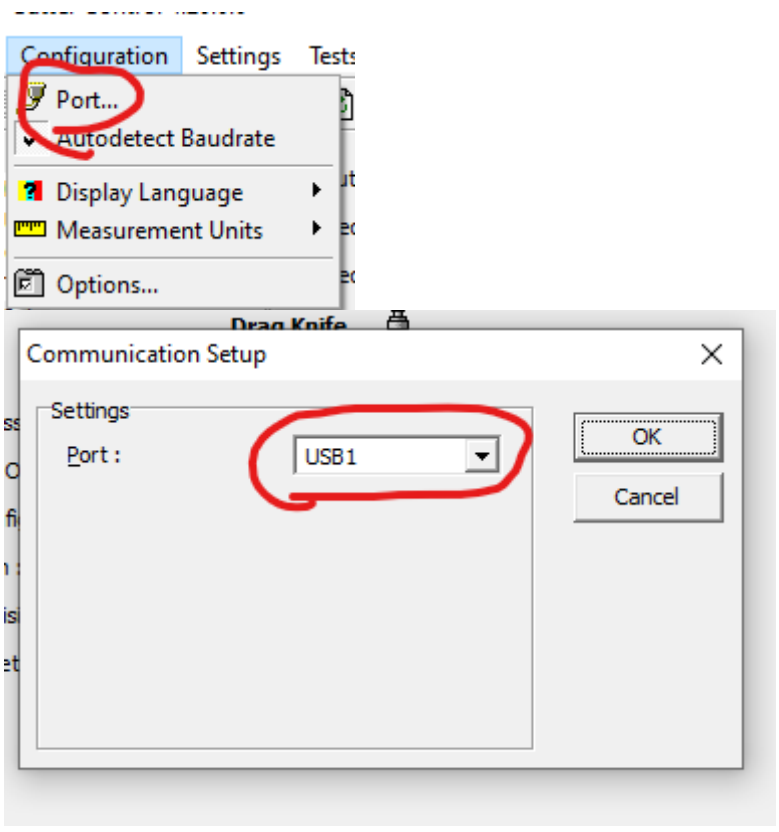 Configuration Settings Tests
Port...
Autodetect Baudrate
Display Language
Measurement Units
Options...
Drag Knife
Communication Setup
Settings
Port :
USB1
OK
Cancel